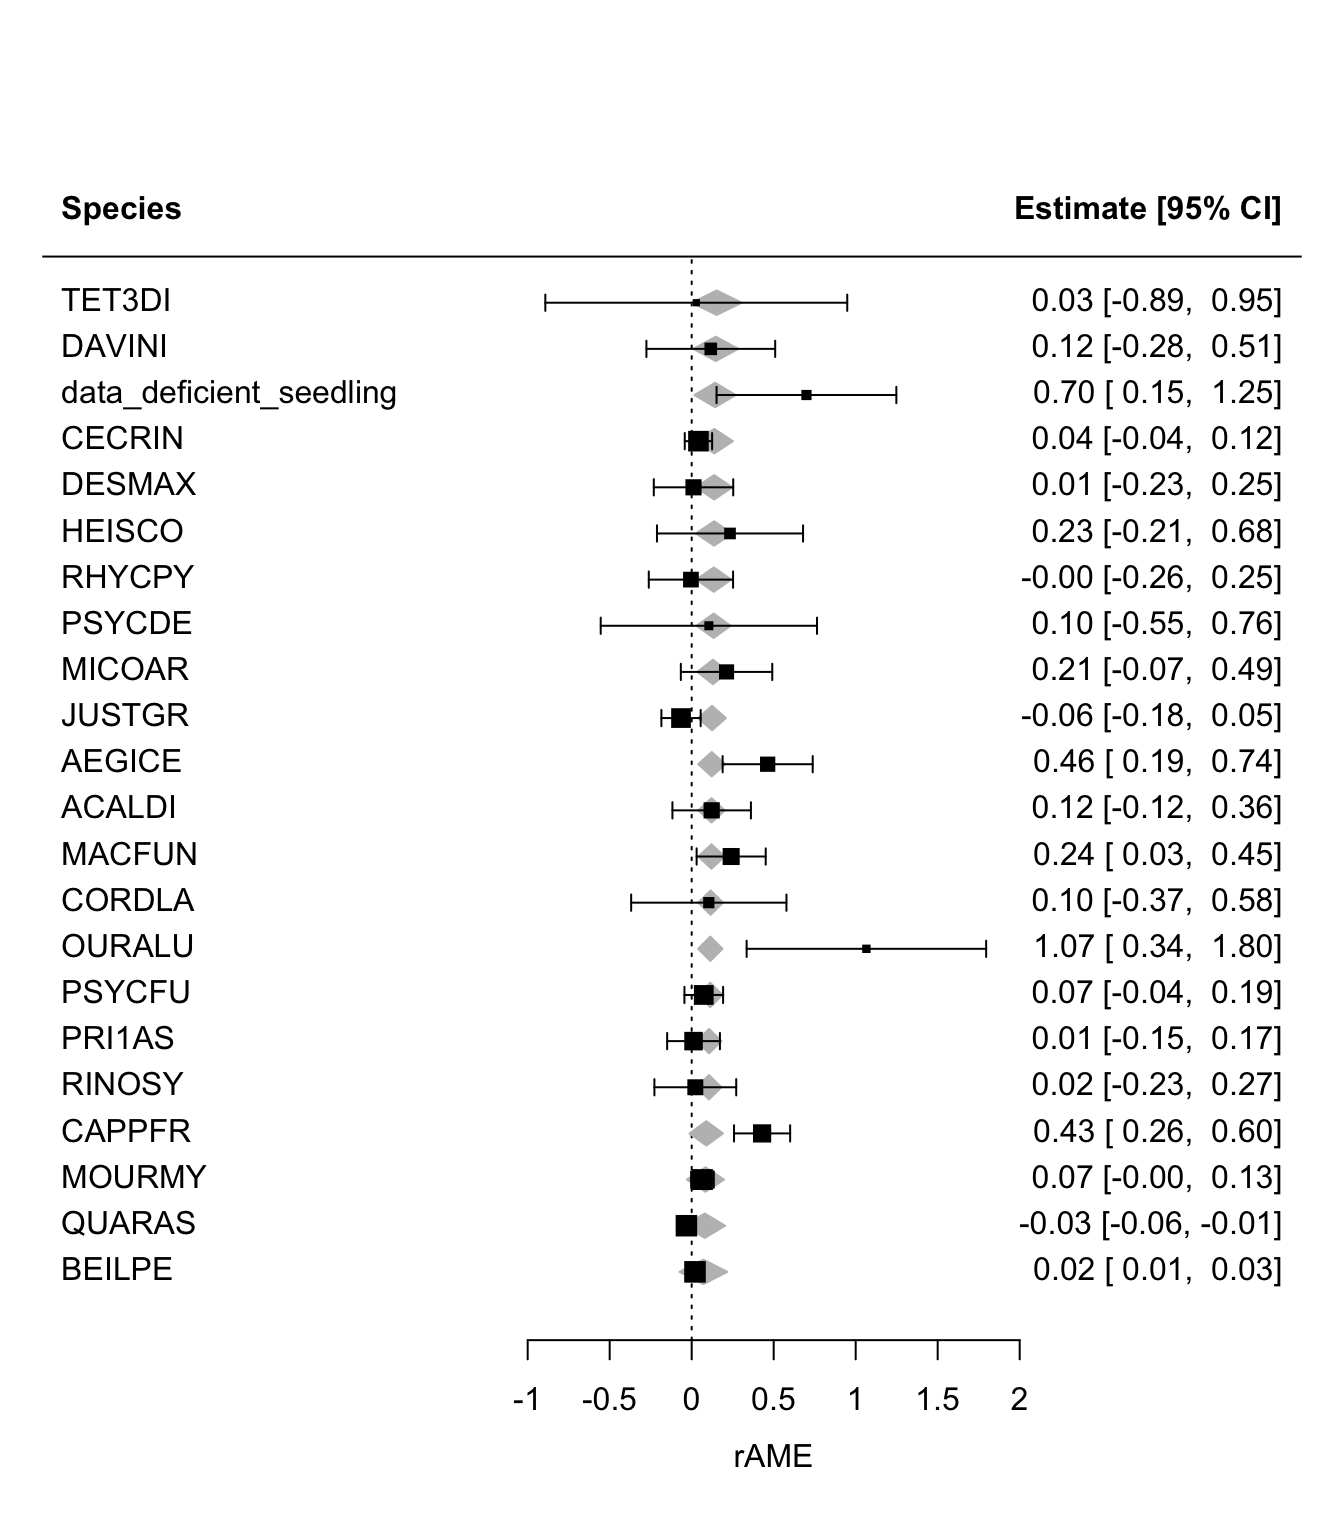 Species Estimate [95% CI]
TET3DI 0.03 [-0.89, 0.95]
DAVINI 0.12 [-0.28, 0.51]
data_deficient_seedling 0.70 [ 0.15, 1.25]
CECRIN 0.04 [-0.04, 0.12]
DESMAX 0.01 [-0.23, 0.25]
HEISCO 0.23 [-0.21, 0.68]
RHYCPY -0.00 [-0.26, 0.25]
PSYCDE 0.10 [-0.55, 0.76]
MICOAR 0.21 [-0.07, 0.49]
JUSTGR -0.06 [-0.18, 0.05]
AEGICE 0.46 [ 0.19, 0.74]
ACALDI 0.12 [-0.12, 0.36]
MACFUN 0.24 [ 0.03, 0.45]
CORDLA 0.10 [-0.37, 0.58]
OURALU 1.07 [ 0.34, 1.80]
PSYCFU 0.07 [-0.04, 0.19]
PRI1AS 0.01 [-0.15, 0.17]
RINOSY 0.02 [-0.23, 0.27]
CAPPFR 0.43 [ 0.26, 0.60]
MOURMY 0.07 [-0.00, 0.13]
QUARAS -0.03 [-0.06, -0.01]
BEILPE 0.02 [ 0.01, 0.03]
-1 -0.5 0 0.5 1 1.5 2
rAME